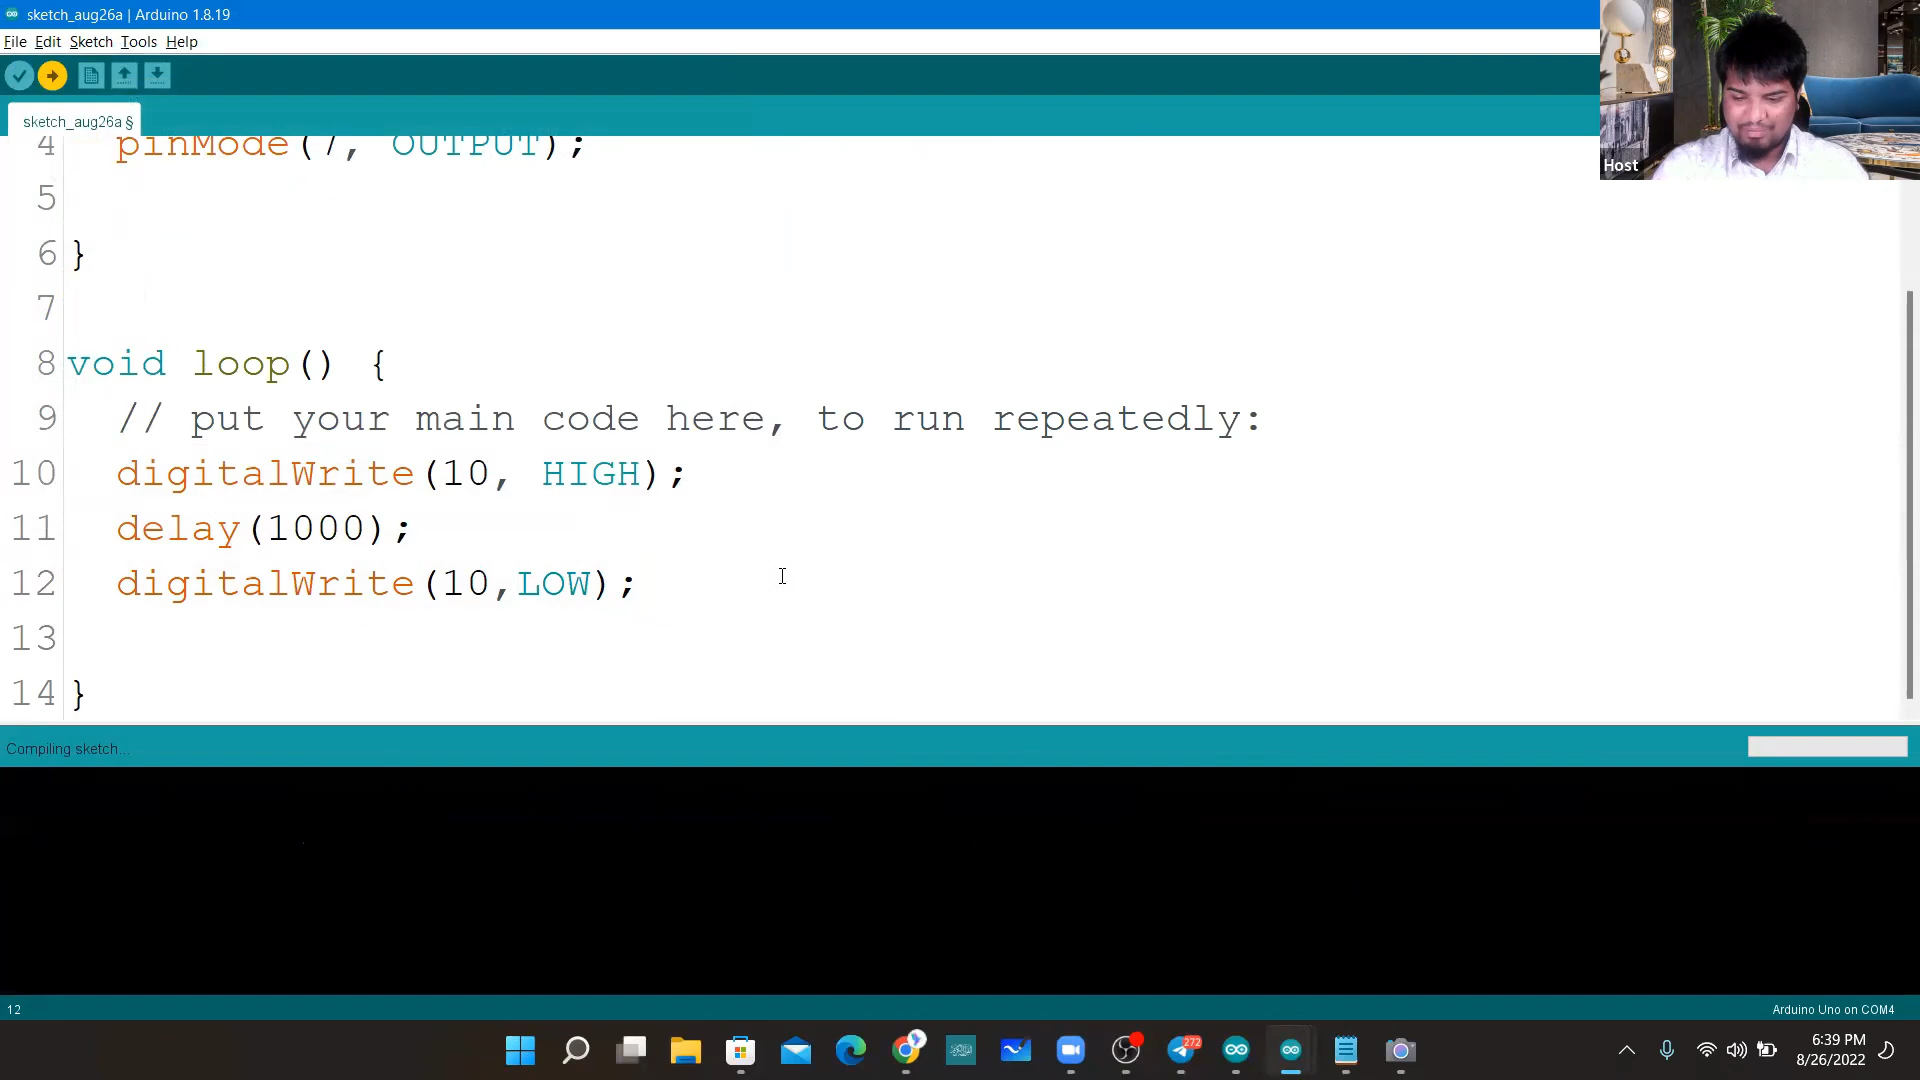 sketch_aug26a | Arduino 1.8.19
File Edit Sketch Tools Help
sketch_aug26a §
4 pinMode(7, OUTPUT);
5
6 }
7
8 void loop() {
9 // put your main code here, to run repeatedly:
10 digitalWrite(10, HIGH);
11 delay(1000);
12 digitalWrite(10,LOW);
13
14 }
Host
Compiling sketch...
12
Arduino Uno on COM4
272
6:39 PM
8/26/2022